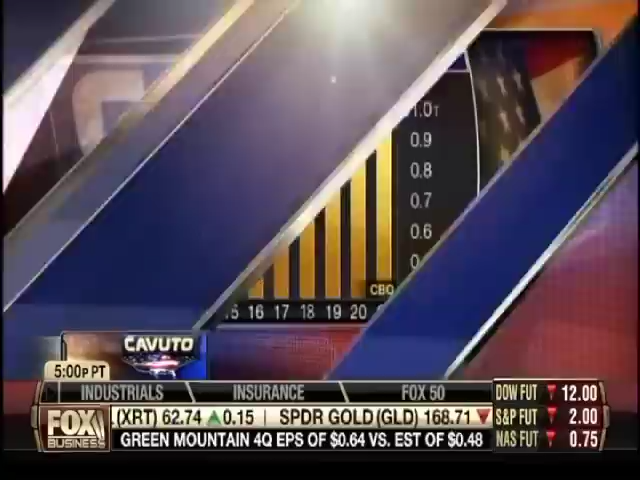 1.0T
0.9
0.8
0.7
0.6
CBO
16 17 18 19 20
CAVUTO
5:00P PT
INDUSTRIALS INSURANCE FOX 50
DOW FUT ▼ 12.00
(XRT) 62.74 ▲0.15 | SPDR GOLD (GLD) 168.71 ▼
S&P FUT ▼ 2.00
FOX
BUSINESS
GREEN MOUNTAIN 4Q EPS OF $0.64 VS. EST OF $0.48
NAS FUT ▼ 0.75